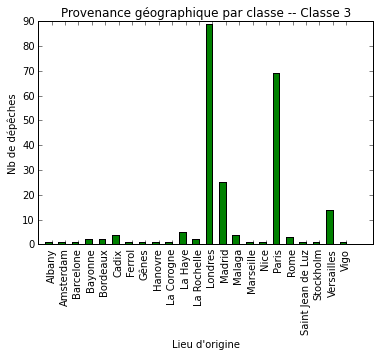 Provenance géographique par classe -- Classe 3
Nb de dépêches
90
80
70
60
50
40
30
20
10
0
Albany
Amsterdam
Barcelone
Bayonne
Bordeaux
Cadix
Ferrol
Gênes
Hanovre
La Corogne
La Haye
La Rochelle
Londres
Madrid
Malaga
Marseille
Nice
Paris
Rome
Saint Jean de Luz
Stockholm
Versailles
Vigo
Lieu d'origine